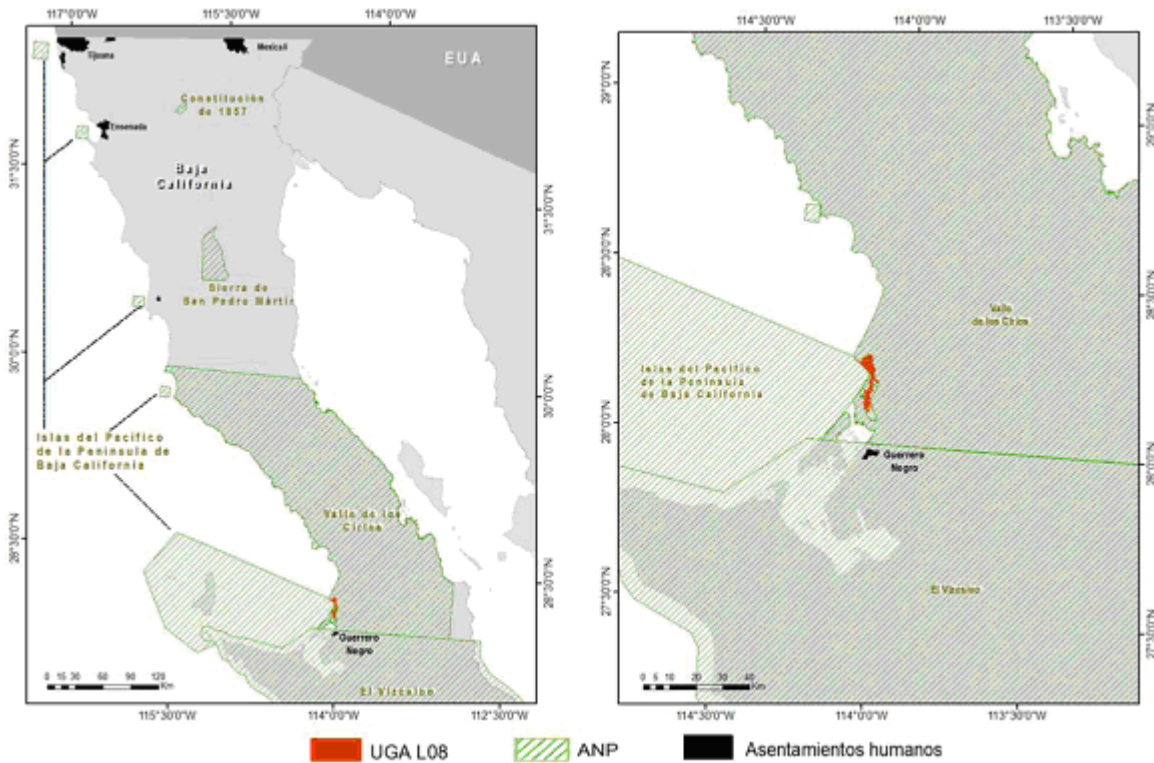 117°0'0"W
115°30'0"W
114°0'0"W
Tijuana
Mexicali
EUA
Constitución
de 1857
Ensenada
Baja
California
31°30'0"N
31°30'0"N
Sierra de
San Pedro Mártir
30°0'0"N
30°0'0"N
Islas del Pacífico
de la Península de
Baja California
Valle de los
Cirios
28°30'0"N
28°30'0"N
Guerrero
Negro
El Vizcaíno
0 15 30 60 90 120
Km
115°30'0"W
114°0'0"W
112°30'0"W
114°30'0"W
114°0'0"W
113°30'0"W
29°0'0"N
29°0'0"N
28°30'0"N
28°30'0"N
Valle
de los Cirios
Islas del Pacífico
de la Península
de Baja California
28°0'0"N
28°0'0"N
Guerrero
Negro
27°30'0"N
27°30'0"N
El Vizcaíno
0 5 10 20 30 40
Km
114°30'0"W
114°0'0"W
113°30'0"W
UGA L08
ANP
Asentamientos humanos